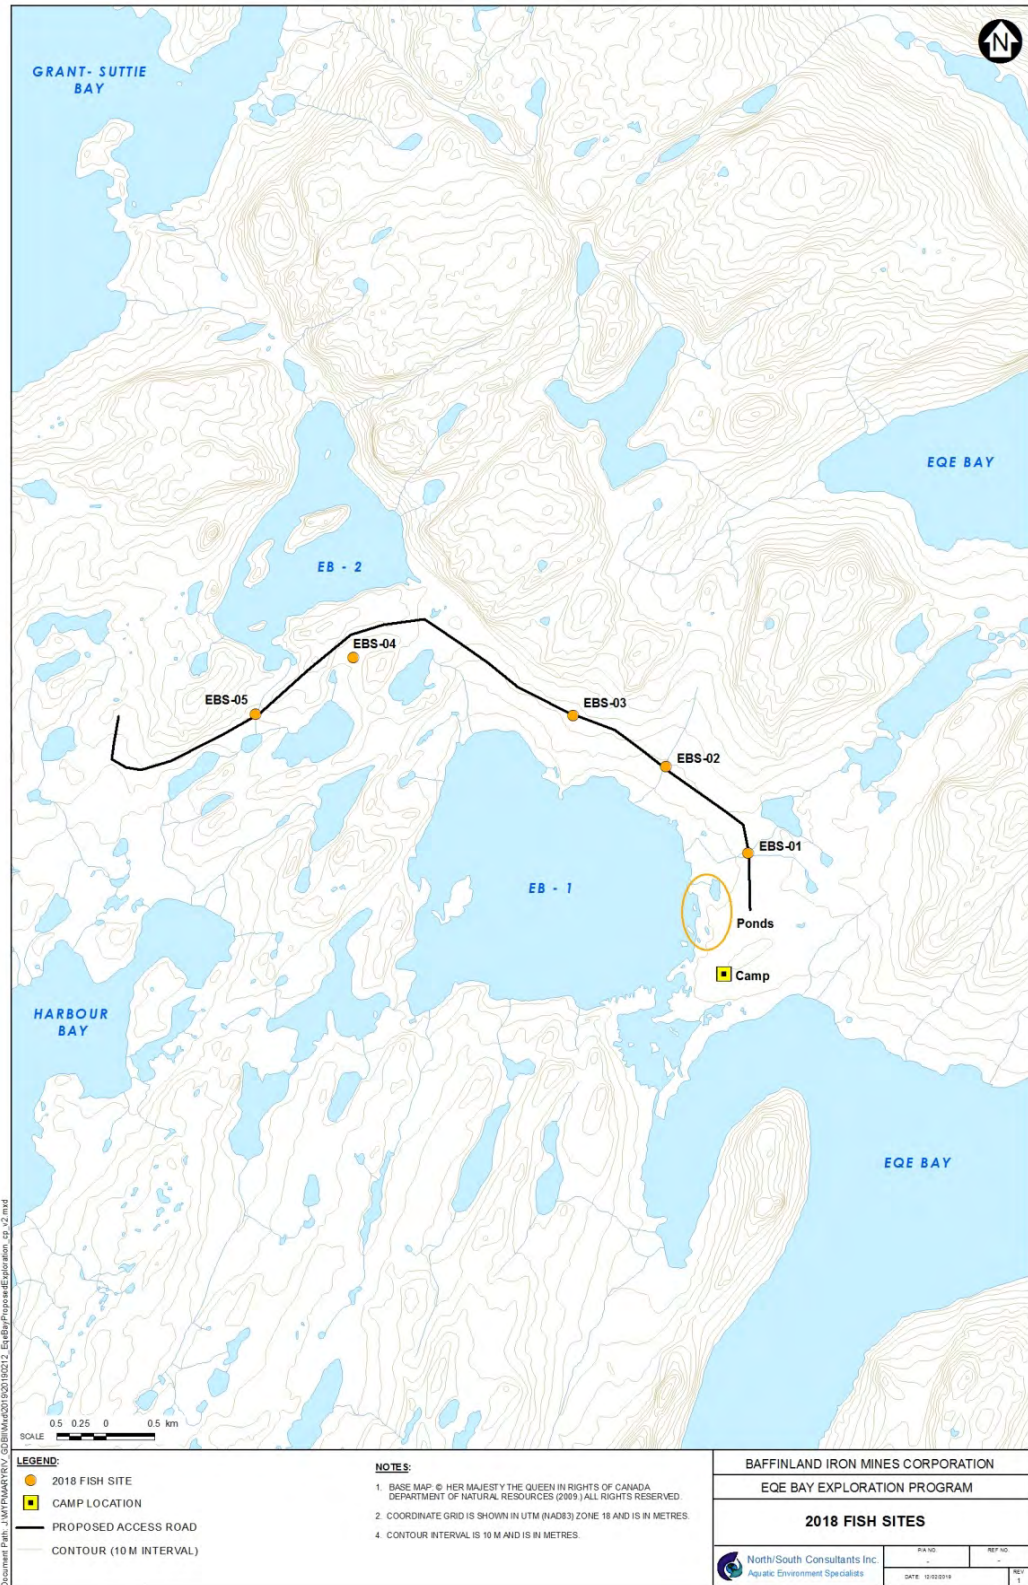 N
GRANT- SUTTIE
BAY
EQE BAY
EB - 2
EBS-04
EBS-05
EBS-03
EBS-02
EBS-01
EB - 1
Ponds
Camp
HARBOUR
BAY
EQE BAY
0.5 0.25 0 0.5 km
SCALE
LEGEND:
2018 FISH SITE
CAMP LOCATION
PROPOSED ACCESS ROAD
CONTOUR (10 M INTERVAL)
NOTES:
1. BASE MAP: © HER MAJESTY THE QUEEN IN RIGHTS OF CANADA
DEPARTMENT OF NATURAL RESOURCES (2009.) ALL RIGHTS RESERVED.
2. COORDINATE GRID IS SHOWN IN UTM (NAD83) ZONE 18 AND IS IN METRES.
4. CONTOUR INTERVAL IS 10 M AND IS IN METRES.
BAFFINLAND IRON MINES CORPORATION
EQE BAY EXPLORATION PROGRAM
2018 FISH SITES
North/South Consultants Inc.
Aquatic Environment Specialists
P/A NO.
-
REF NO.
-
DATE:
REV
1
Document Path: